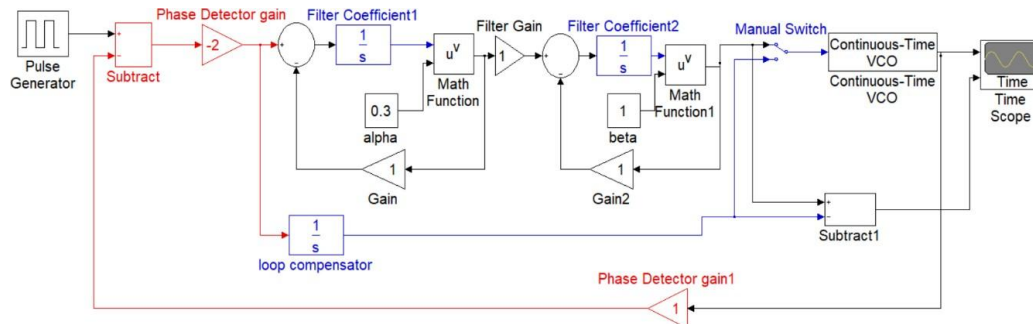 Phase Detector gain
Filter Coefficient1
Filter Gain
Filter Coefficient2
Manual Switch
+
−
-2
+
−
1
s
u^v
1
+
−
1
s
u^v
Continuous-Time
VCO
Pulse
Generator
Subtract
Math
Function
Math
Function1
Continuous-Time
VCO
Time
Time
Scope
0.3
alpha
1
beta
1
Gain
1
Gain2
+
−
Subtract1
1
s
loop compensator
Phase Detector gain1
1